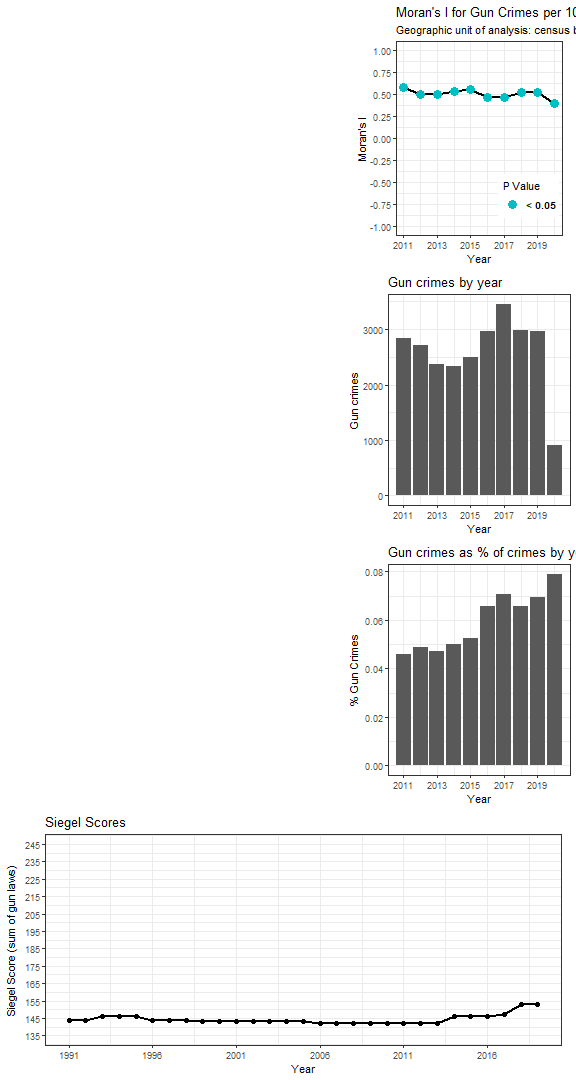 Moran's I for Gun Crimes per 10
Geographic unit of analysis: census b
1.00
0.75
0.50
0.25
0.00
-0.25
-0.50
-0.75
-1.00
Moran's I
P Value
< 0.05
2011 2013 2015 2017 2019
Year
Gun crimes by year
3000
2000
1000
0
Gun crimes
2011 2013 2015 2017 2019
Year
Gun crimes as % of crimes by y
0.08
0.06
0.04
0.02
0.00
% Gun Crimes
2011 2013 2015 2017 2019
Year
Siegel Scores
245
235
225
215
205
195
185
175
165
155
145
135
Siegel Score (sum of gun laws)
1991 1996 2001 2006 2011 2016
Year